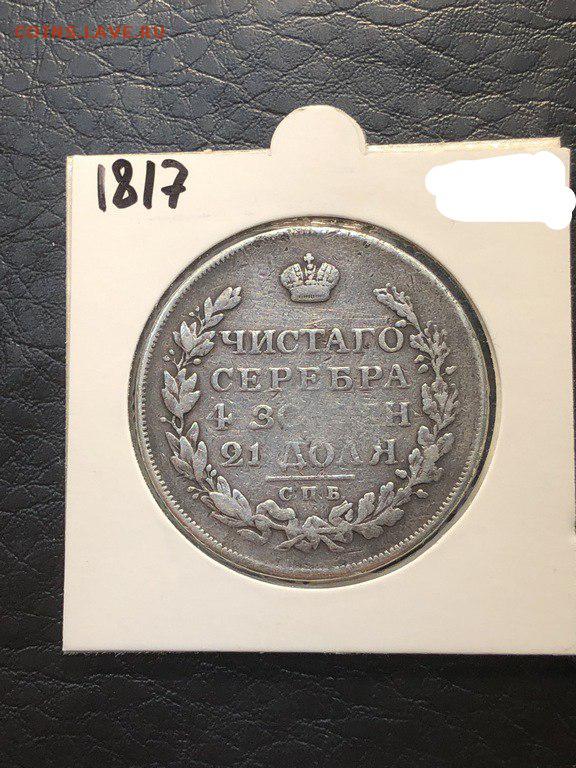 COINS.LAVE.RU
1817
ЧИСТАГО
СЕРЕБРА
4
21 ДОЛЯ
СПБ